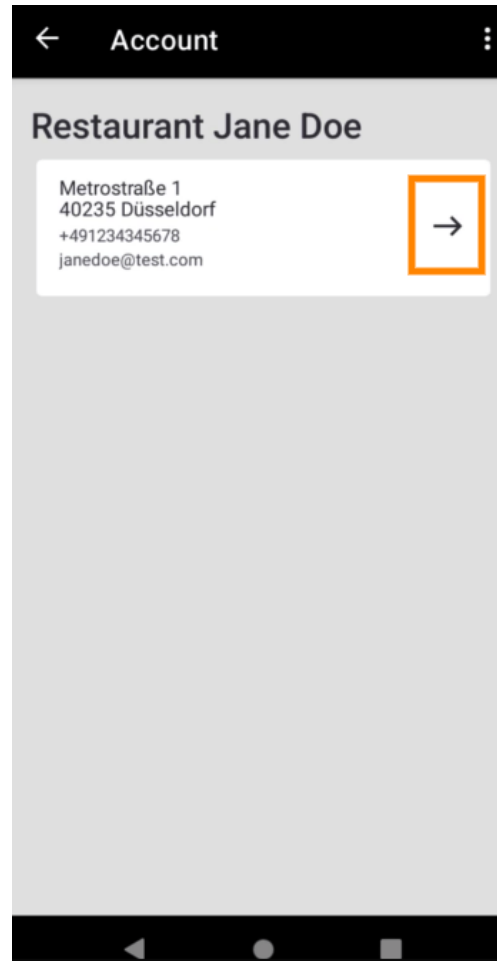 Account
Restaurant Jane Doe
Metrostraße 1
40235 Düsseldorf
+491234345678
janedoe@test.com